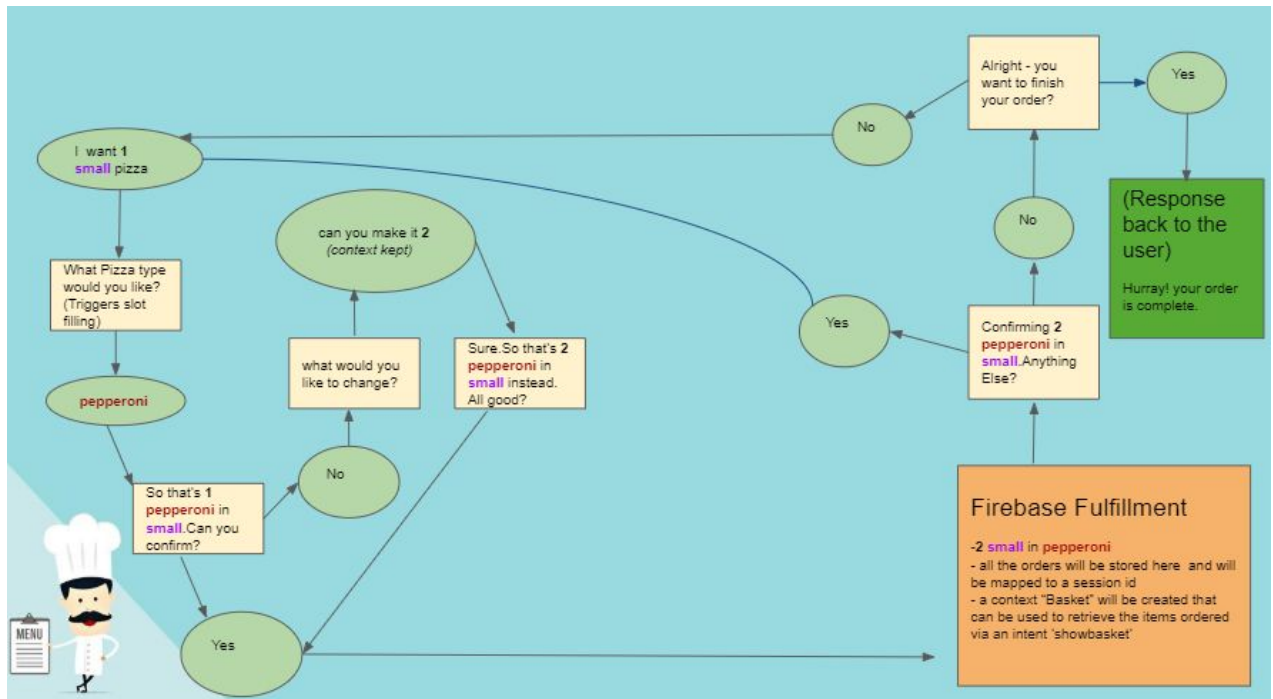 I want 1
small pizza
What Pizza type
would you like?
(Triggers slot
filling)
pepperoni
So that's 1
pepperoni in
small.Can you
confirm?
No
what would you
like to change?
can you make it 2
(context kept)
Sure.So that's 2
pepperoni in
small instead.
All good?
Yes
MENU
Firebase Fulfillment
-2 small in pepperoni
- all the orders will be stored here and will
be mapped to a session id
- a context “Basket” will be created that
can be used to retrieve the items ordered
via an intent 'showbasket'
Confirming 2
pepperoni in
small.Anything
Else?
Yes
No
Alright - you
want to finish
your order?
No
Yes
(Response
back to the
user)
Hurray! your order
is complete.